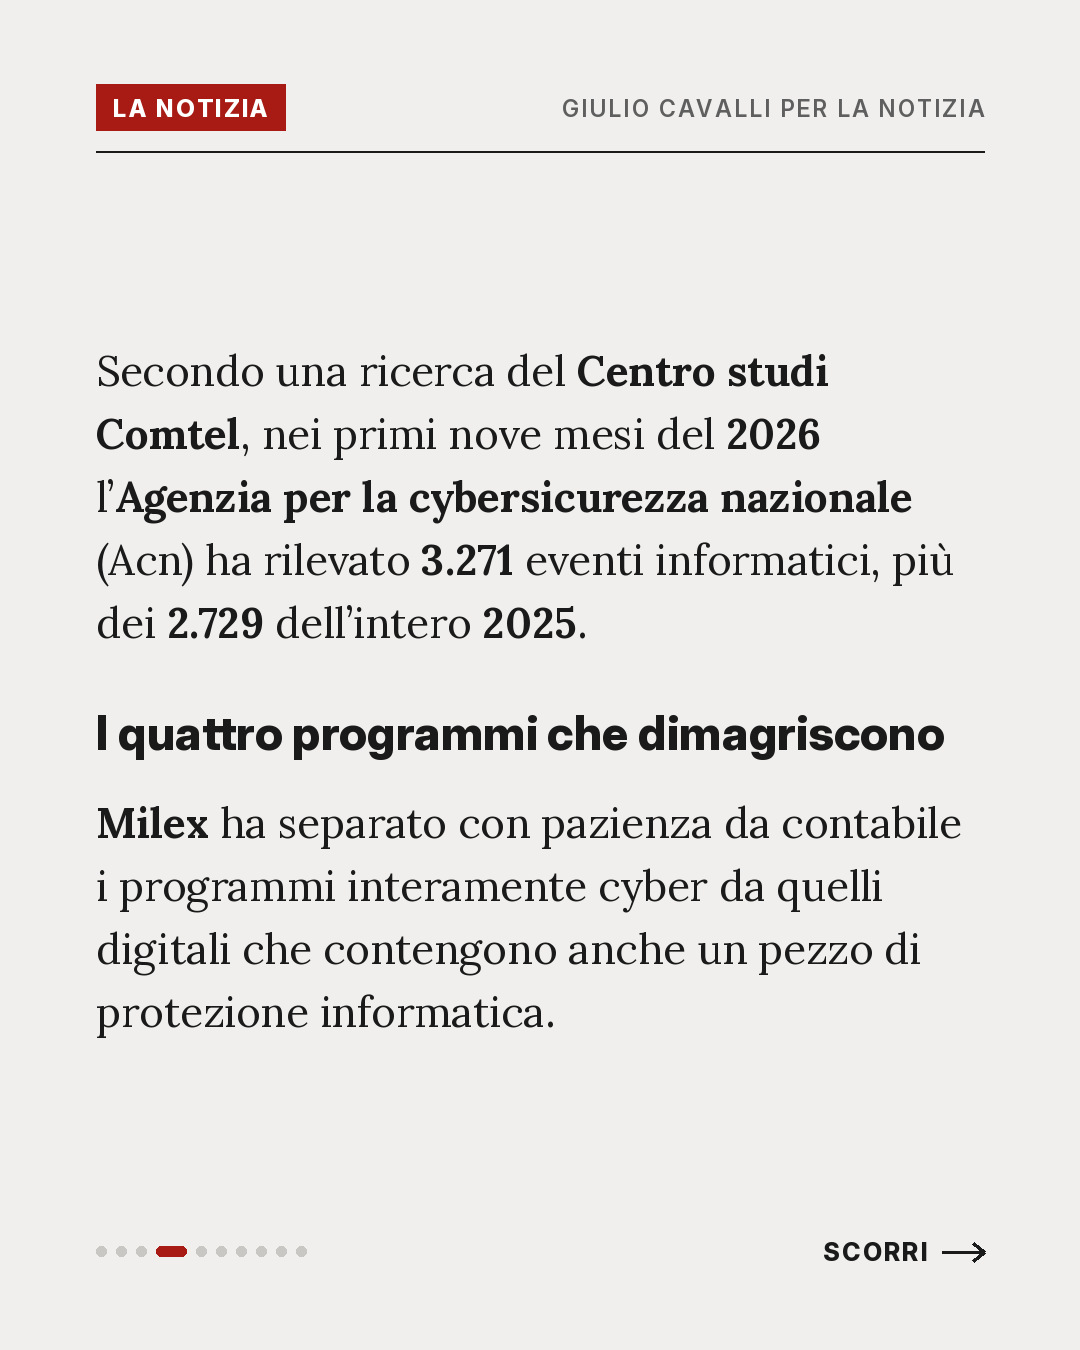 LA NOTIZIA
GIULIO CAVALLI PER LA NOTIZIA
Secondo una ricerca del Centro studi
Comtel, nei primi nove mesi del 2026
l’Agenzia per la cybersicurezza nazionale
(Acn) ha rilevato 3.271 eventi informatici, più
dei 2.729 dell’intero 2025.
I quattro programmi che dimagriscono
Milex ha separato con pazienza da contabile
i programmi interamente cyber da quelli
digitali che contengono anche un pezzo di
protezione informatica.
SCORRI